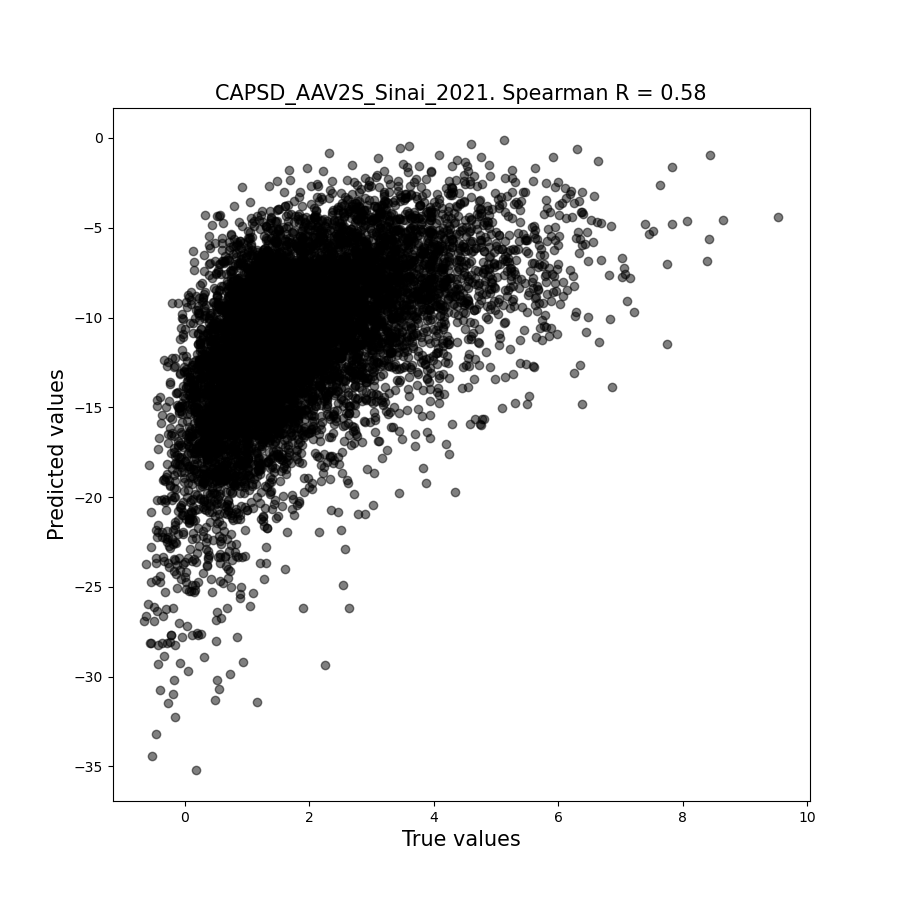 CAPSD_AAV2S_Sinai_2021. Spearman R = 0.58
0
−5
−10
−15
−20
−25
−30
−35
Predicted values
0 2 4 6 8 10
True values